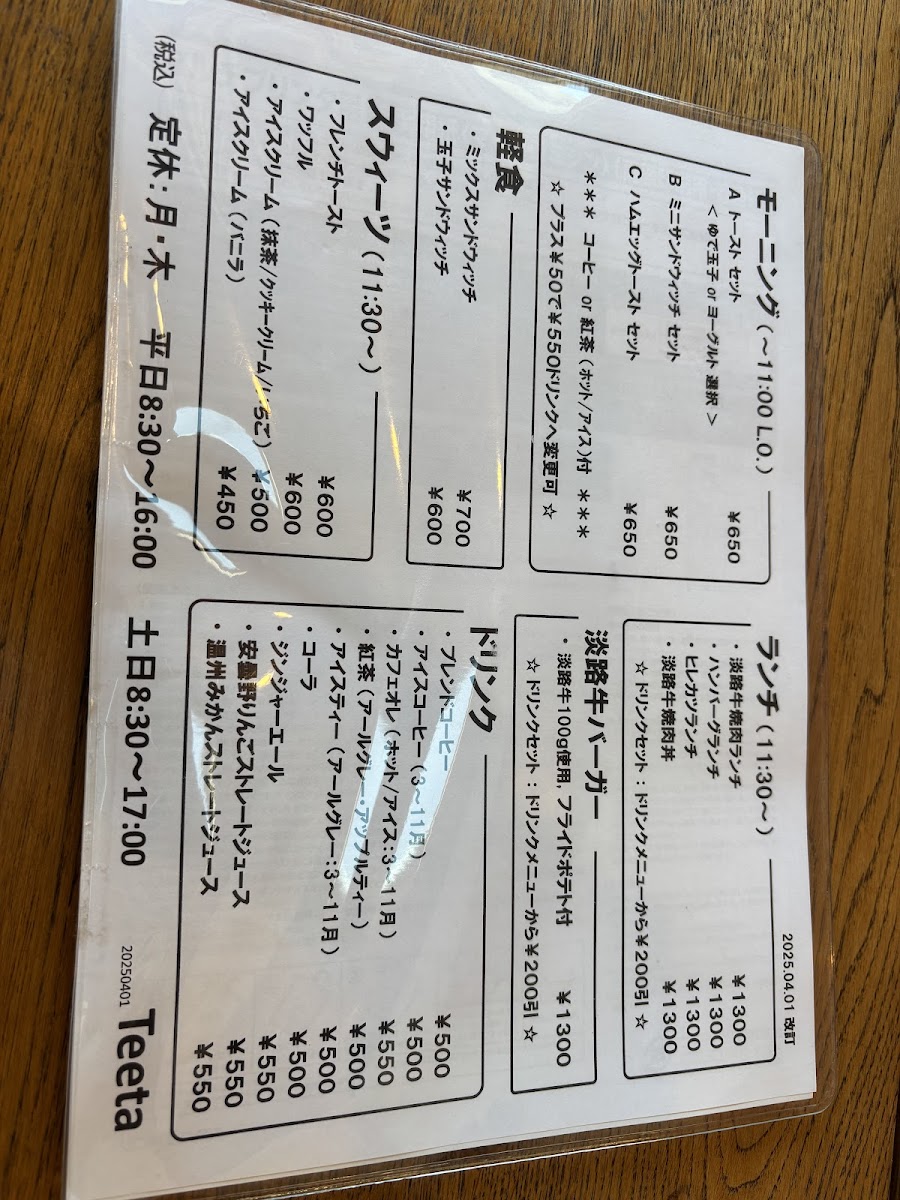 2025.04.01 改訂
モーニング（～11:00 L.O.）
A トースト セット ¥650
＜ゆで玉子 or ヨーグルト 選択＞
B ミニサンドウィッチ セット ¥650
C ハムエッグトースト セット ¥650
＊＊＊ コーヒー or 紅茶（ホット/アイス）付 ＊＊＊
☆ プラス¥50で¥550ドリンクへ変更可 ☆
軽食
・ミックスサンドウィッチ ¥700
・玉子サンドウィッチ ¥600
スウィーツ（11:30～）
・フレンチトースト ¥600
・ワッフル ¥600
・アイスクリーム（抹茶/クッキークリーム/いちご） ¥500
・アイスクリーム（バニラ） ¥450
ランチ（11:30～）
・淡路牛焼肉ランチ ¥1300
・ハンバーグランチ ¥1300
・ヒレカツランチ ¥1300
・淡路牛焼肉丼 ¥1300
☆ドリンクセット：ドリンクメニューから¥200引☆
淡路牛バーガー
・淡路牛100g使用, フライドポテト付 ¥1300
☆ドリンクセット：ドリンクメニューから¥200引☆
ドリンク
・ブレンドコーヒー ¥500
・アイスコーヒー（3～11月） ¥500
・カフェオレ（ホット/アイス:3～11月） ¥550
・紅茶（アールグレー・アップルティー） ¥500
・アイスティー（アールグレー:3～11月） ¥500
・コーラ ¥500
・ジンジャーエール ¥550
・安曇野りんごストレートジュース ¥550
・温州みかんストレートジュース ¥550
（税込） 定休:月・木 平日8:30～16:00 土日8:30～17:00 20250401 Teeta